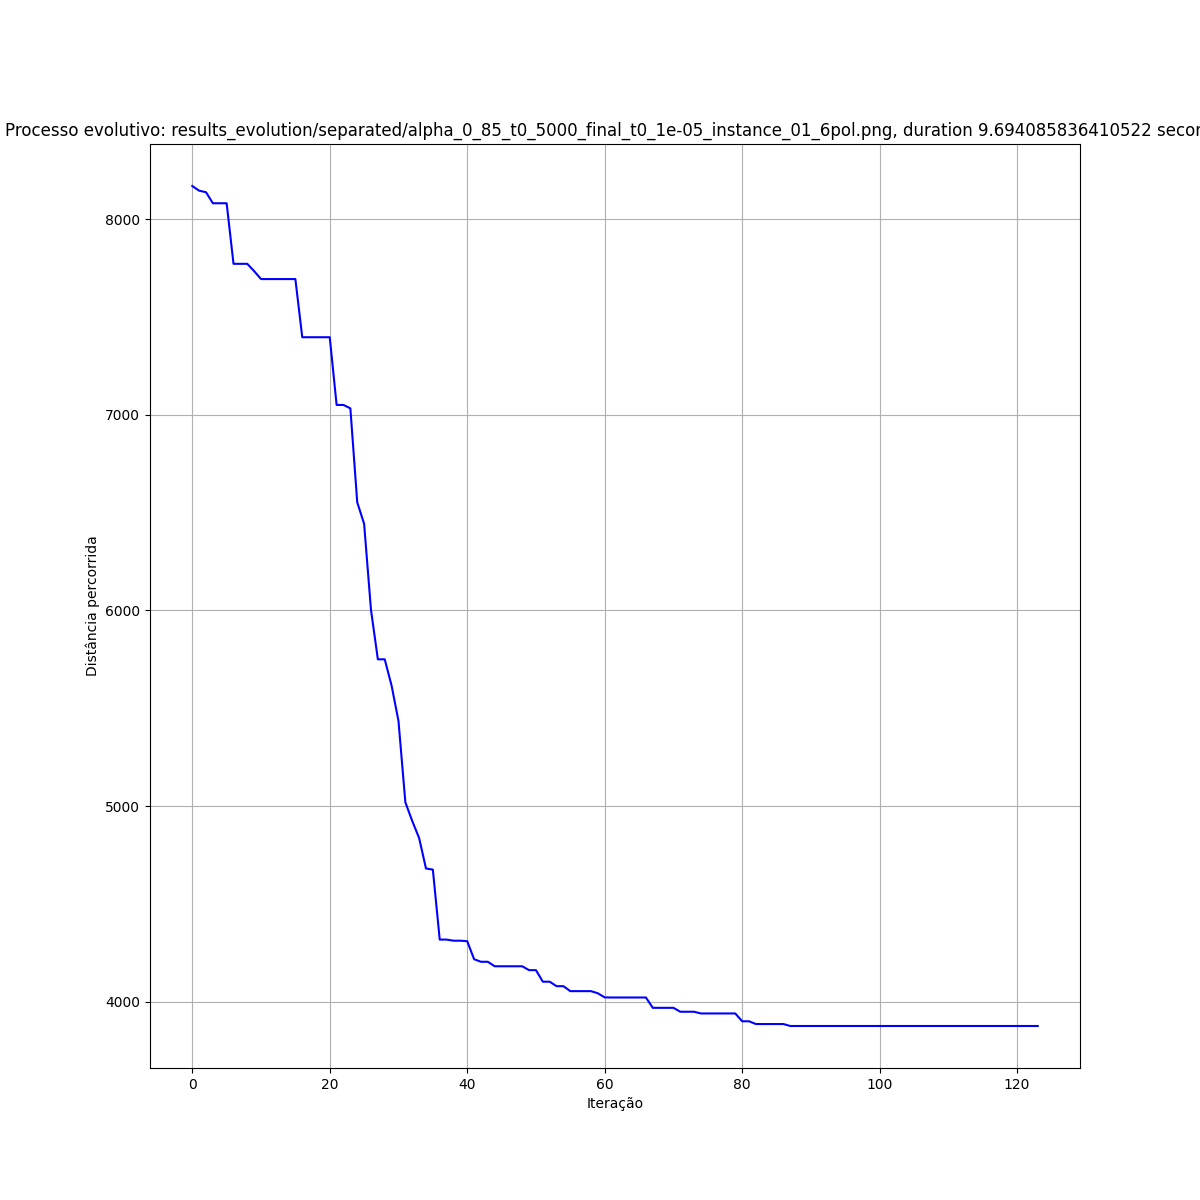 Processo evolutivo: results_evolution/separated/alpha_0_85_t0_5000_final_t0_1e-05_instance_01_6pol.png, duration 9.694085836410522 secor
8000
7000
6000
5000
4000
Distância percorrida
0 20 40 60 80 100 120
Iteração